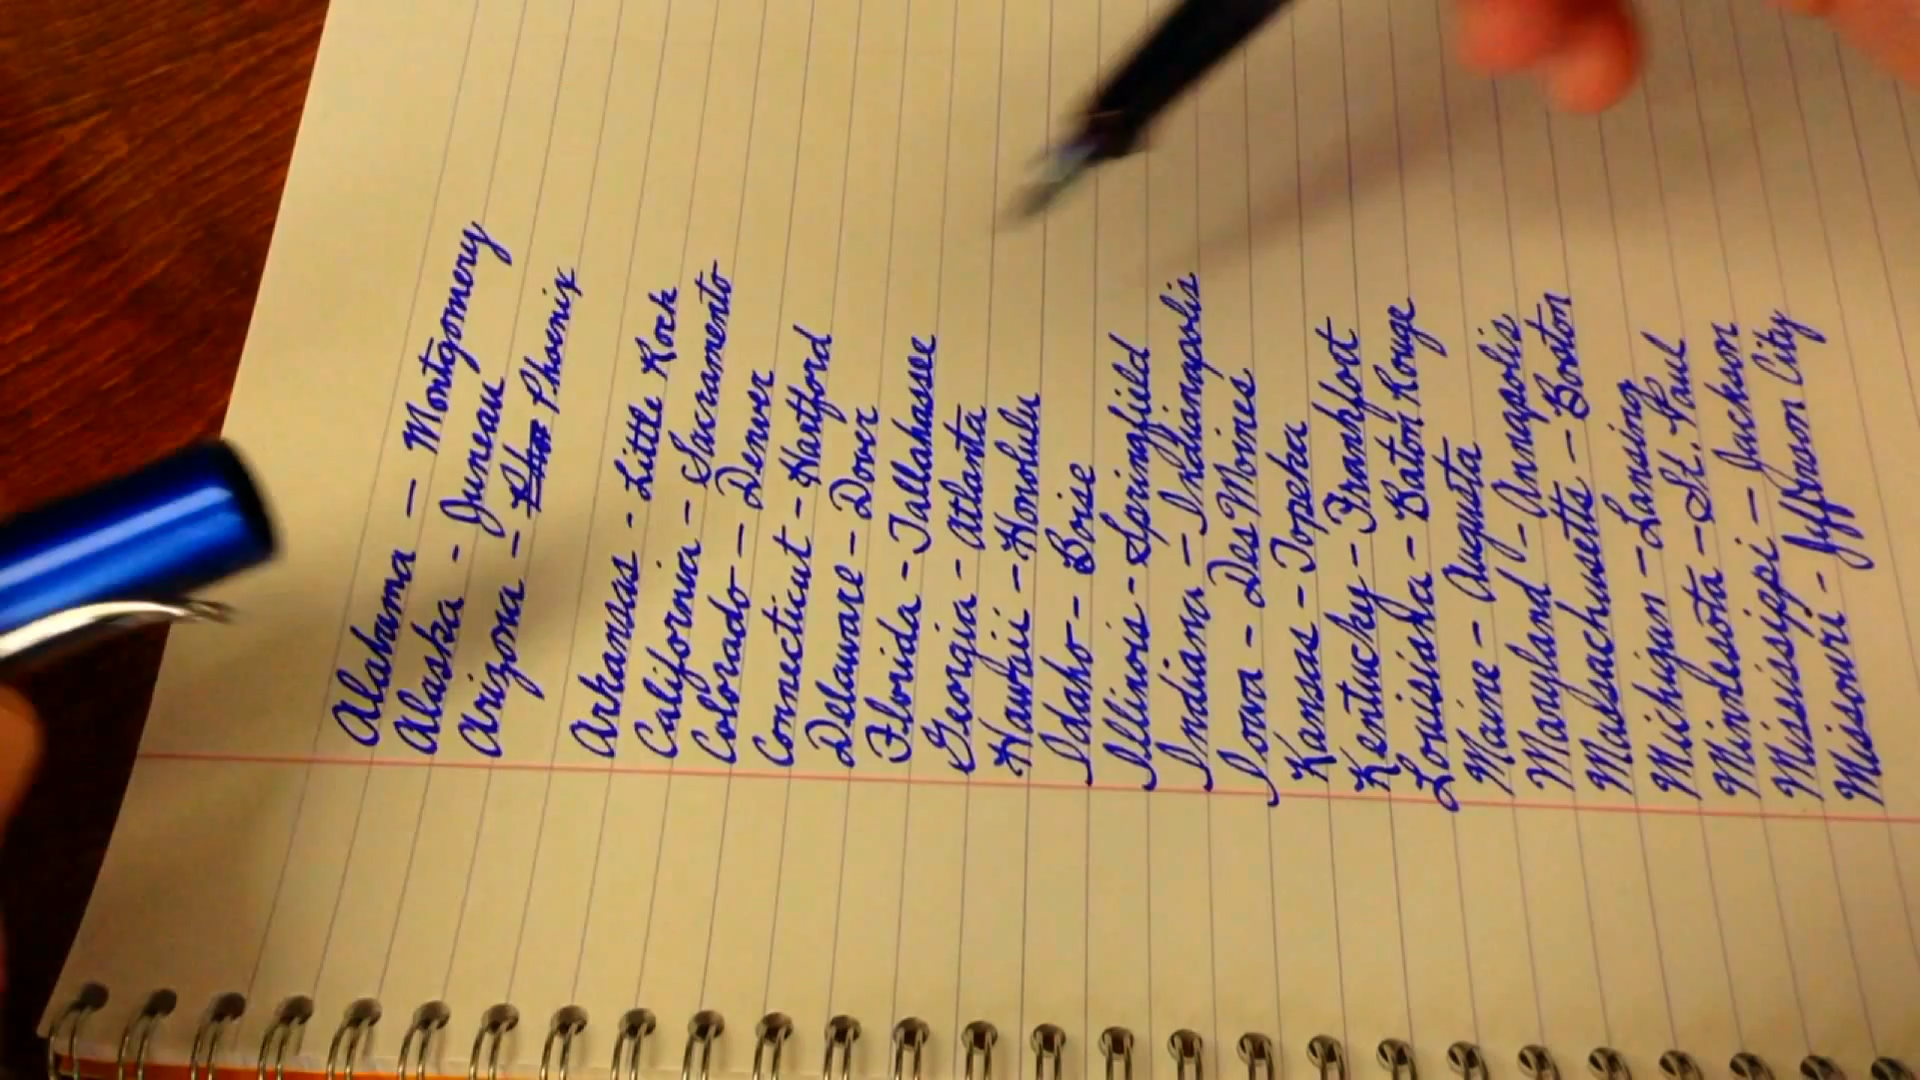 Alabama — Montgomery
Alaska - Juneau
Arizona - Phoenix
Arkansas - Little Rock
California - Sacramento
Colorado - Denver
Connecticut - Hartford
Delaware - Dover
Florida - Tallahassee
Georgia - Atlanta
Hawaii - Honolulu
Idaho - Boise
Illinois - Springfield
Indiana - Indianapolis
Iowa - Des Moines
Kansas - Topeka
Kentucky - Frankfort
Louisiana - Baton Rouge
Maine - Augusta
Maryland - Annapolis
Massachusetts - Boston
Michigan - Lansing
Minnesota - St. Paul
Mississippi - Jackson
Missouri - Jefferson City